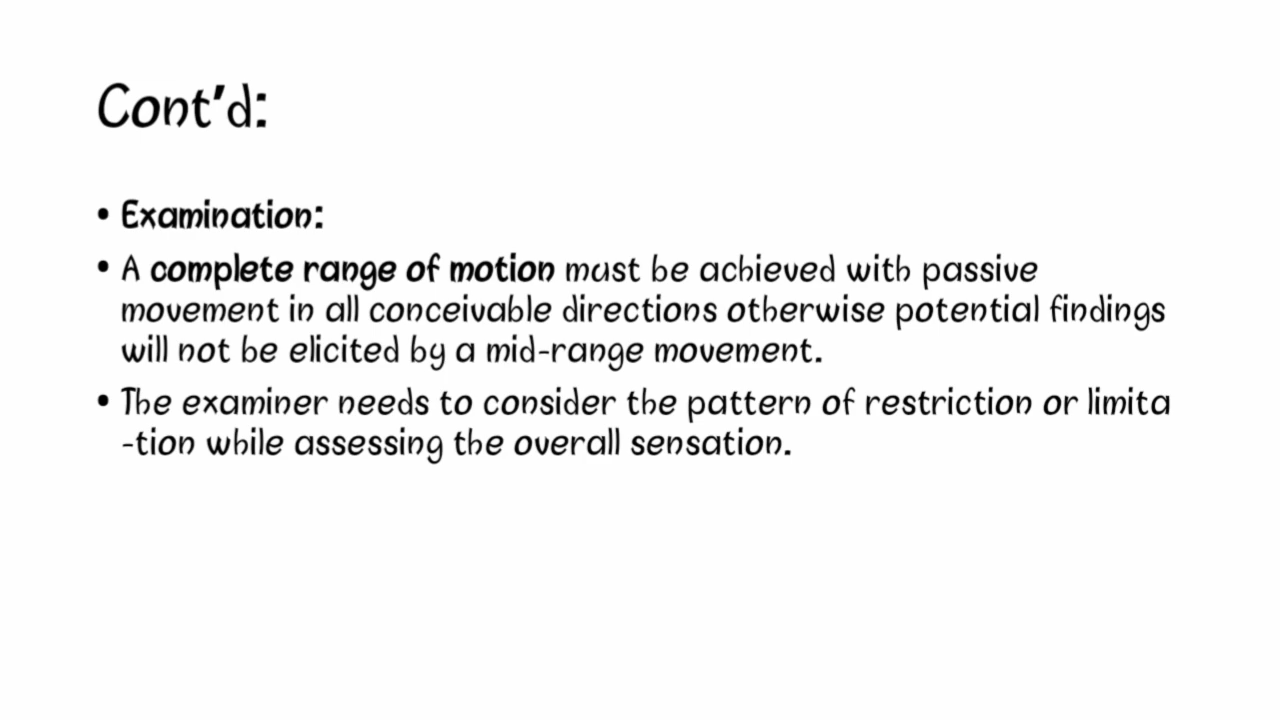 Cont'd:
• Examination:
• A complete range of motion must be achieved with passive
movement in all conceivable directions otherwise potential findings
will not be elicited by a mid-range movement.
• The examiner needs to consider the pattern of restriction or limita
-tion while assessing the overall sensation.